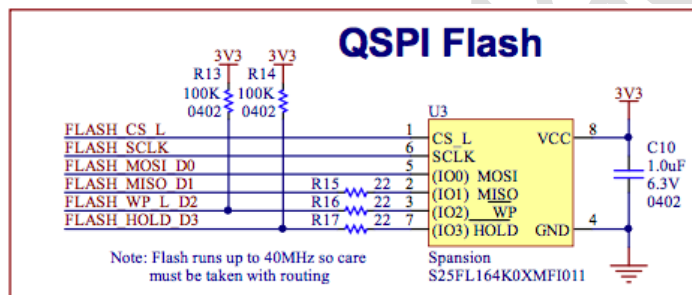 QSPI Flash
3V3
3V3
R13
R14
100K
100K
0402
0402
U3
3V3
FLASH_CS_L
1
CS_L
VCC
8
FLASH_SCLK
6
SCLK
C10
FLASH_MOSI_D0
5
(IO0) MOSI
1.0uF
FLASH_MISO_D1
R15
22
2
(IO1) MISO
6.3V
FLASH_WP_L_D2
R16
22
3
(IO2) WP
0402
FLASH_HOLD_D3
R17
22
7
(IO3) HOLD
GND
4
Note: Flash runs up to 40MHz so care
must be taken with routing
Spansion
S25FL164K0XMFI011